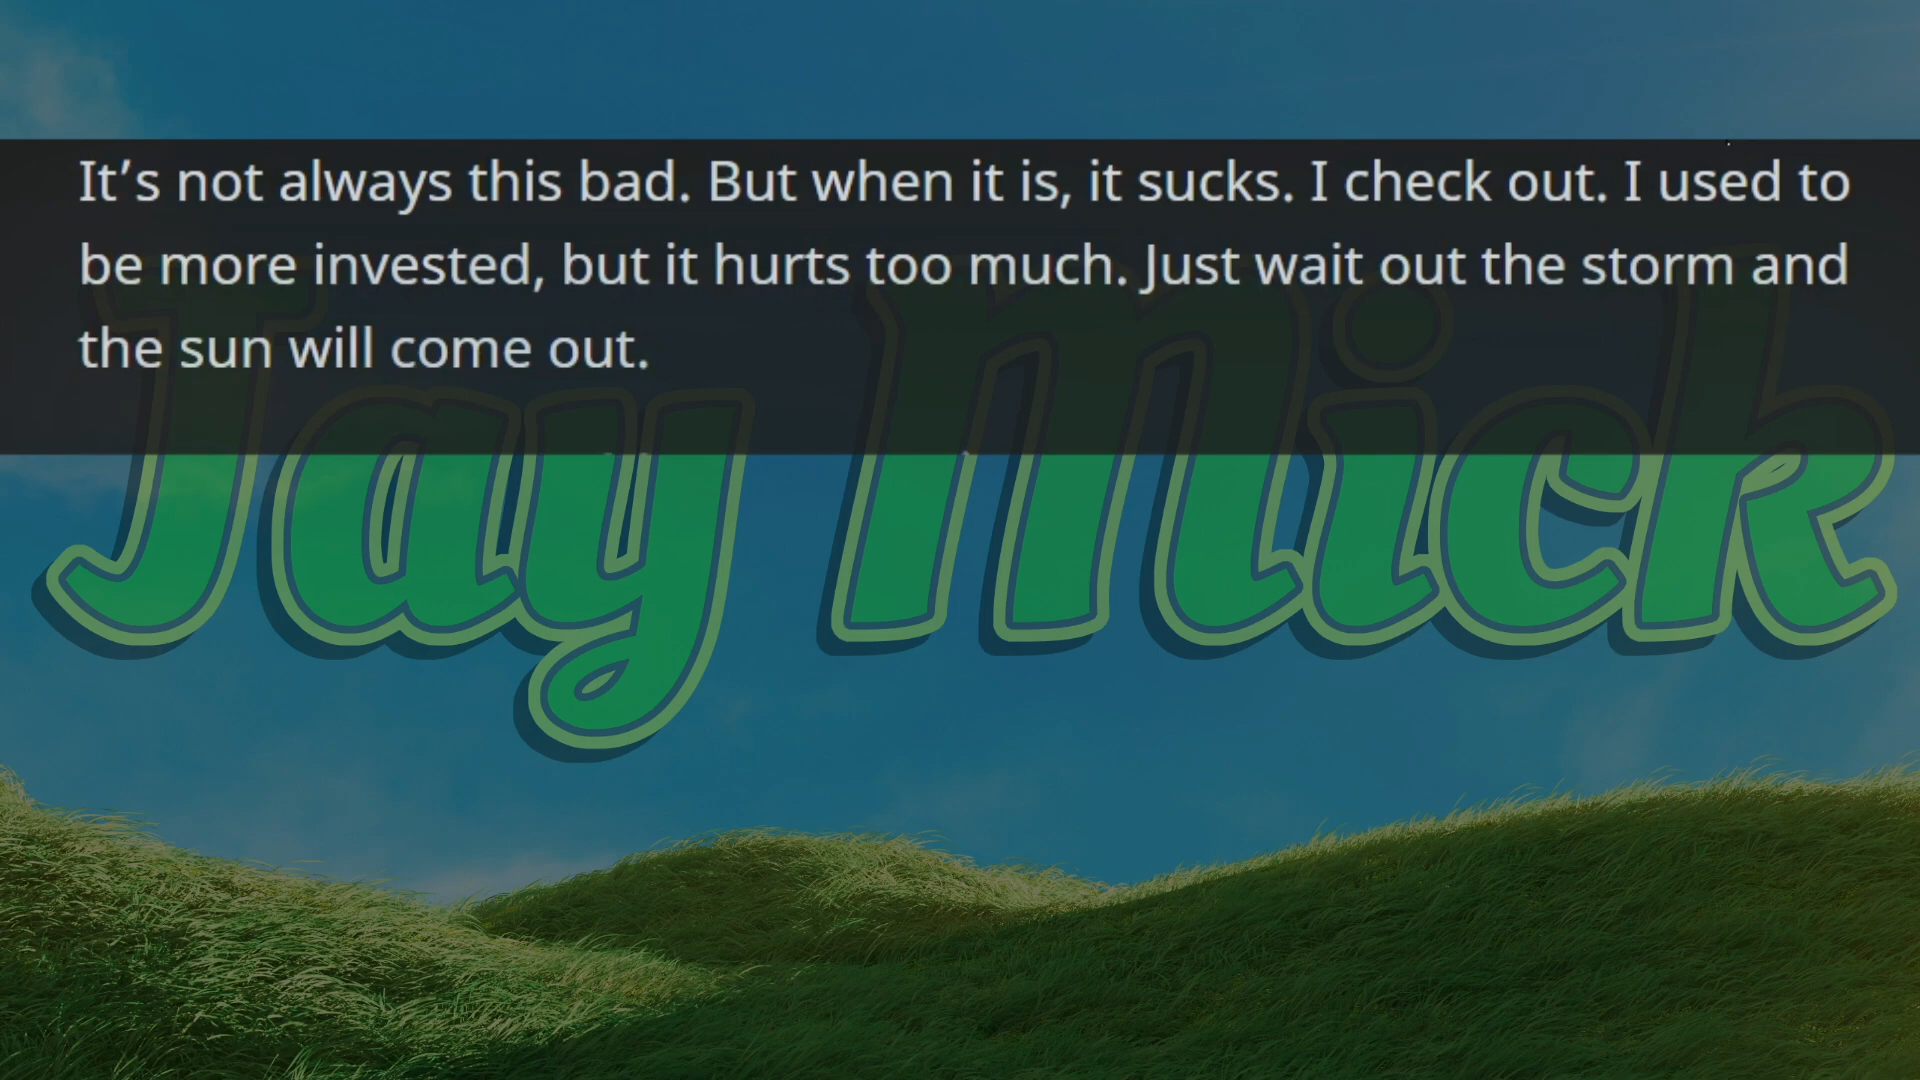 It’s not always this bad. But when it is, it sucks. I check out. I used to
be more invested, but it hurts too much. Just wait out the storm and
the sun will come out.
Jay Mick